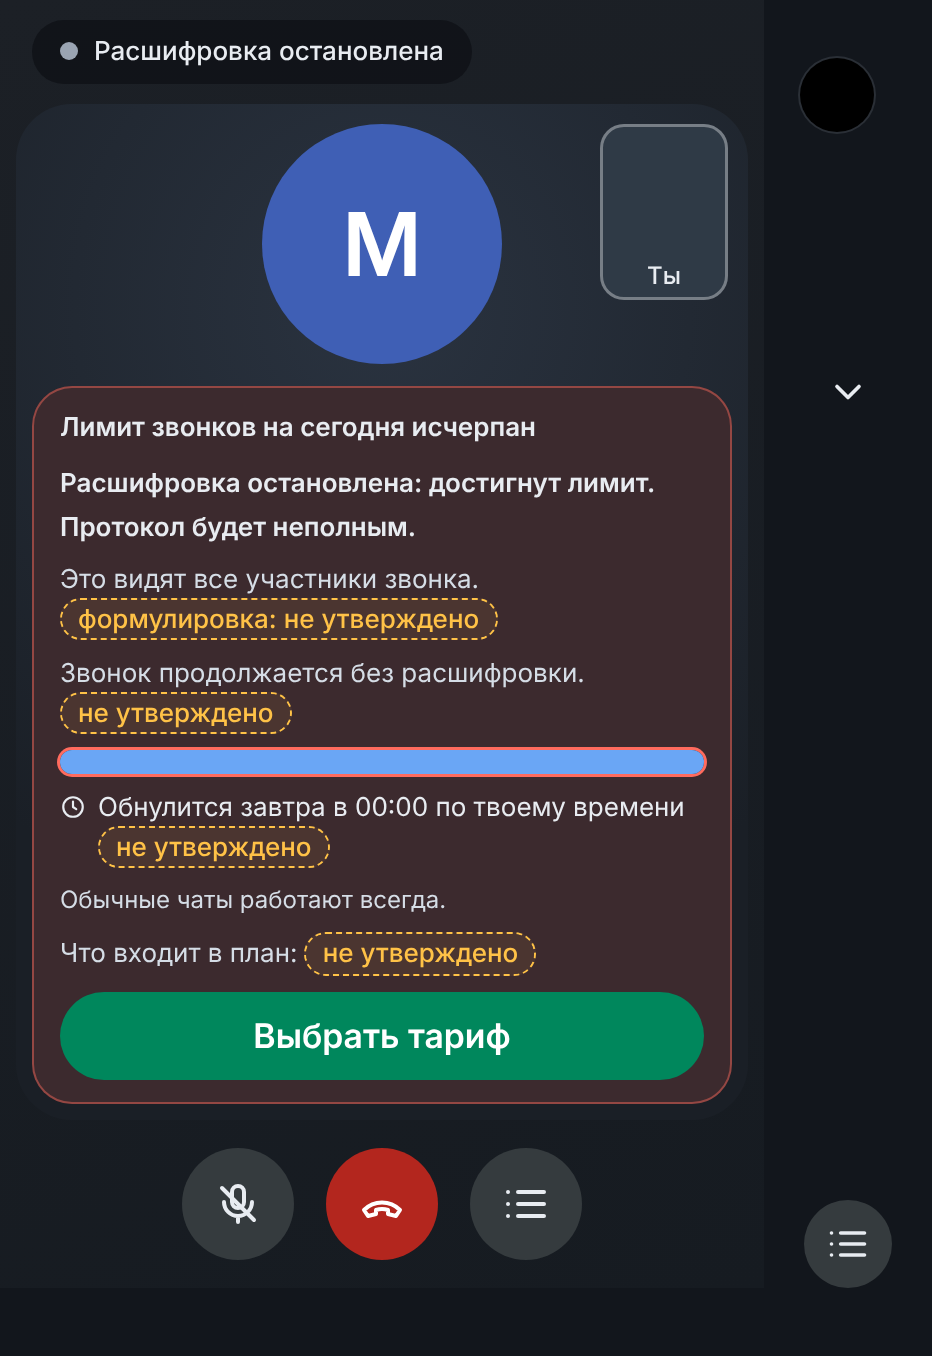 Расшифровка остановлена
М
Ты
Лимит звонков на сегодня исчерпан
Расшифровка остановлена: достигнут лимит.
Протокол будет неполным.
Это видят все участники звонка.
формулировка: не утверждено
Звонок продолжается без расшифровки.
не утверждено
Обнулится завтра в 00:00 по твоему времени
не утверждено
Обычные чаты работают всегда.
Что входит в план: не утверждено
Выбрать тариф